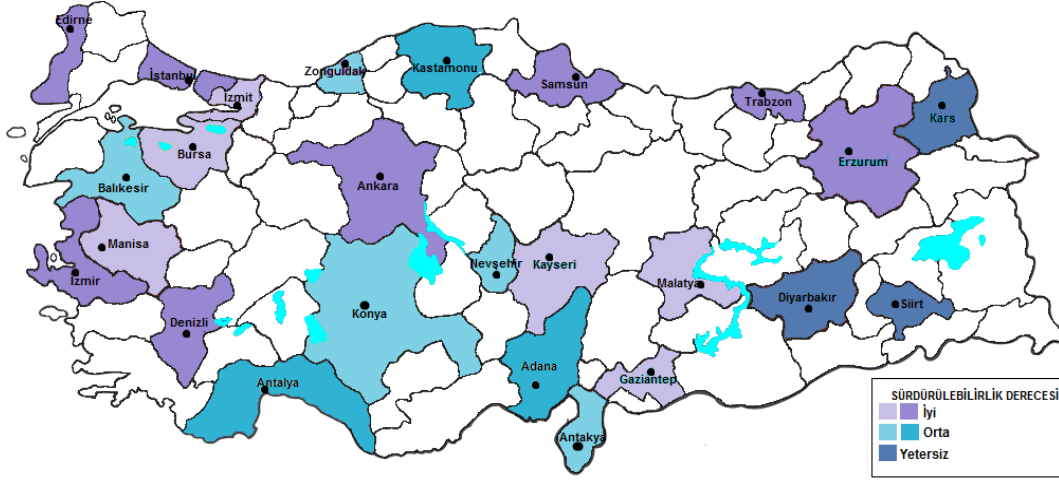 Edirne
İstanbul
İzmit
Zonguldak
Kastamonu
Samsun
Trabzon
Kars
Erzurum
Bursa
Ankara
Balıkesir
Manisa
İzmir
Nevşehir
Kayseri
Malatya
Diyarbakır
Siirt
Denizli
Konya
Adana
Gaziantep
Antalya
Antakya
SÜRDÜRÜLEBİLİRLİK DERECESİ
İyi
Orta
Yetersiz